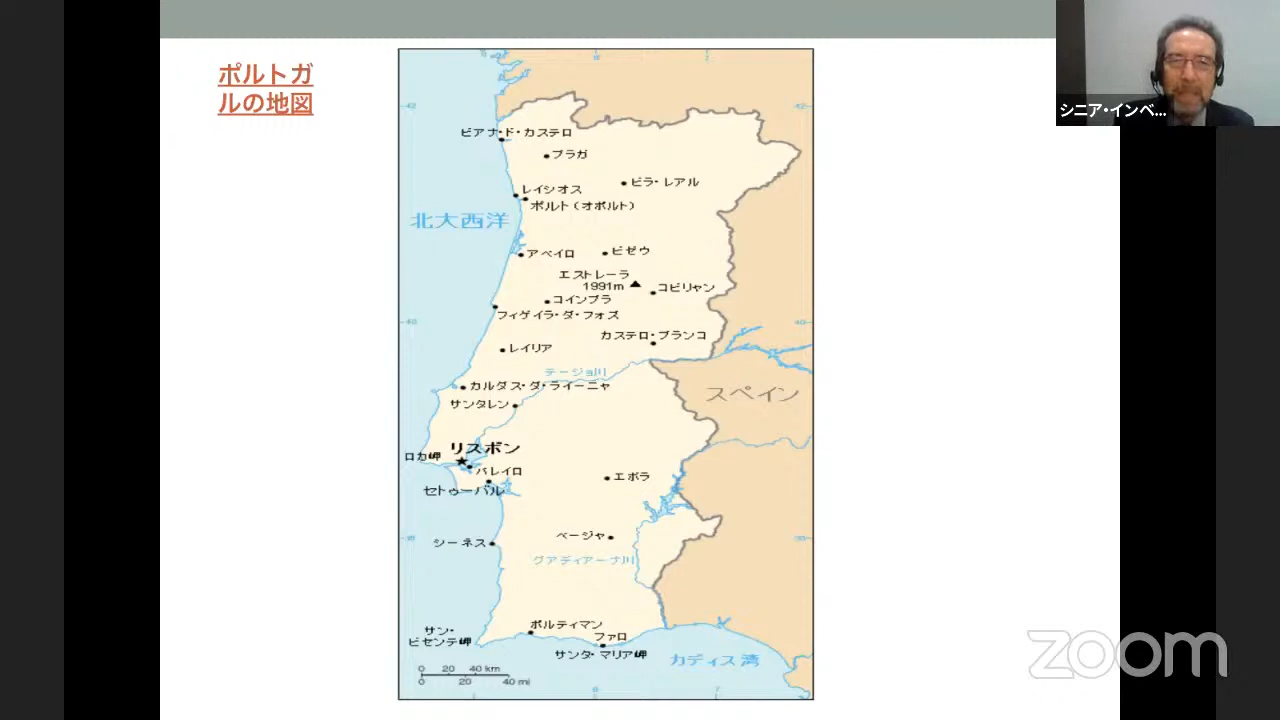 ポルトガ
ルの地図
シニア・インベ...
ビアナ・ド・カステロ
ブラガ
ビラ・レアル
レイシオス
ポルト(オポルト)
北大西洋
アベイロ
ビゼウ
エストレーラ
1991m
コビリャン
コインブラ
フィゲイラ・ダ・フォズ
カステロ・ブランコ
レイリア
テージョ川
カルダス・ダ・ライーニャ
スペイン
サンタレン
リスボン
ロカ岬
バレイロ
エボラ
セトゥーバル
ベージャ
シーネス
グアディアーナ川
ポルティマン
サン・
ビセンテ岬
ファロ
サンタ・マリア岬
カディス湾
0 20 40 km
0 20 40 mi
zoom